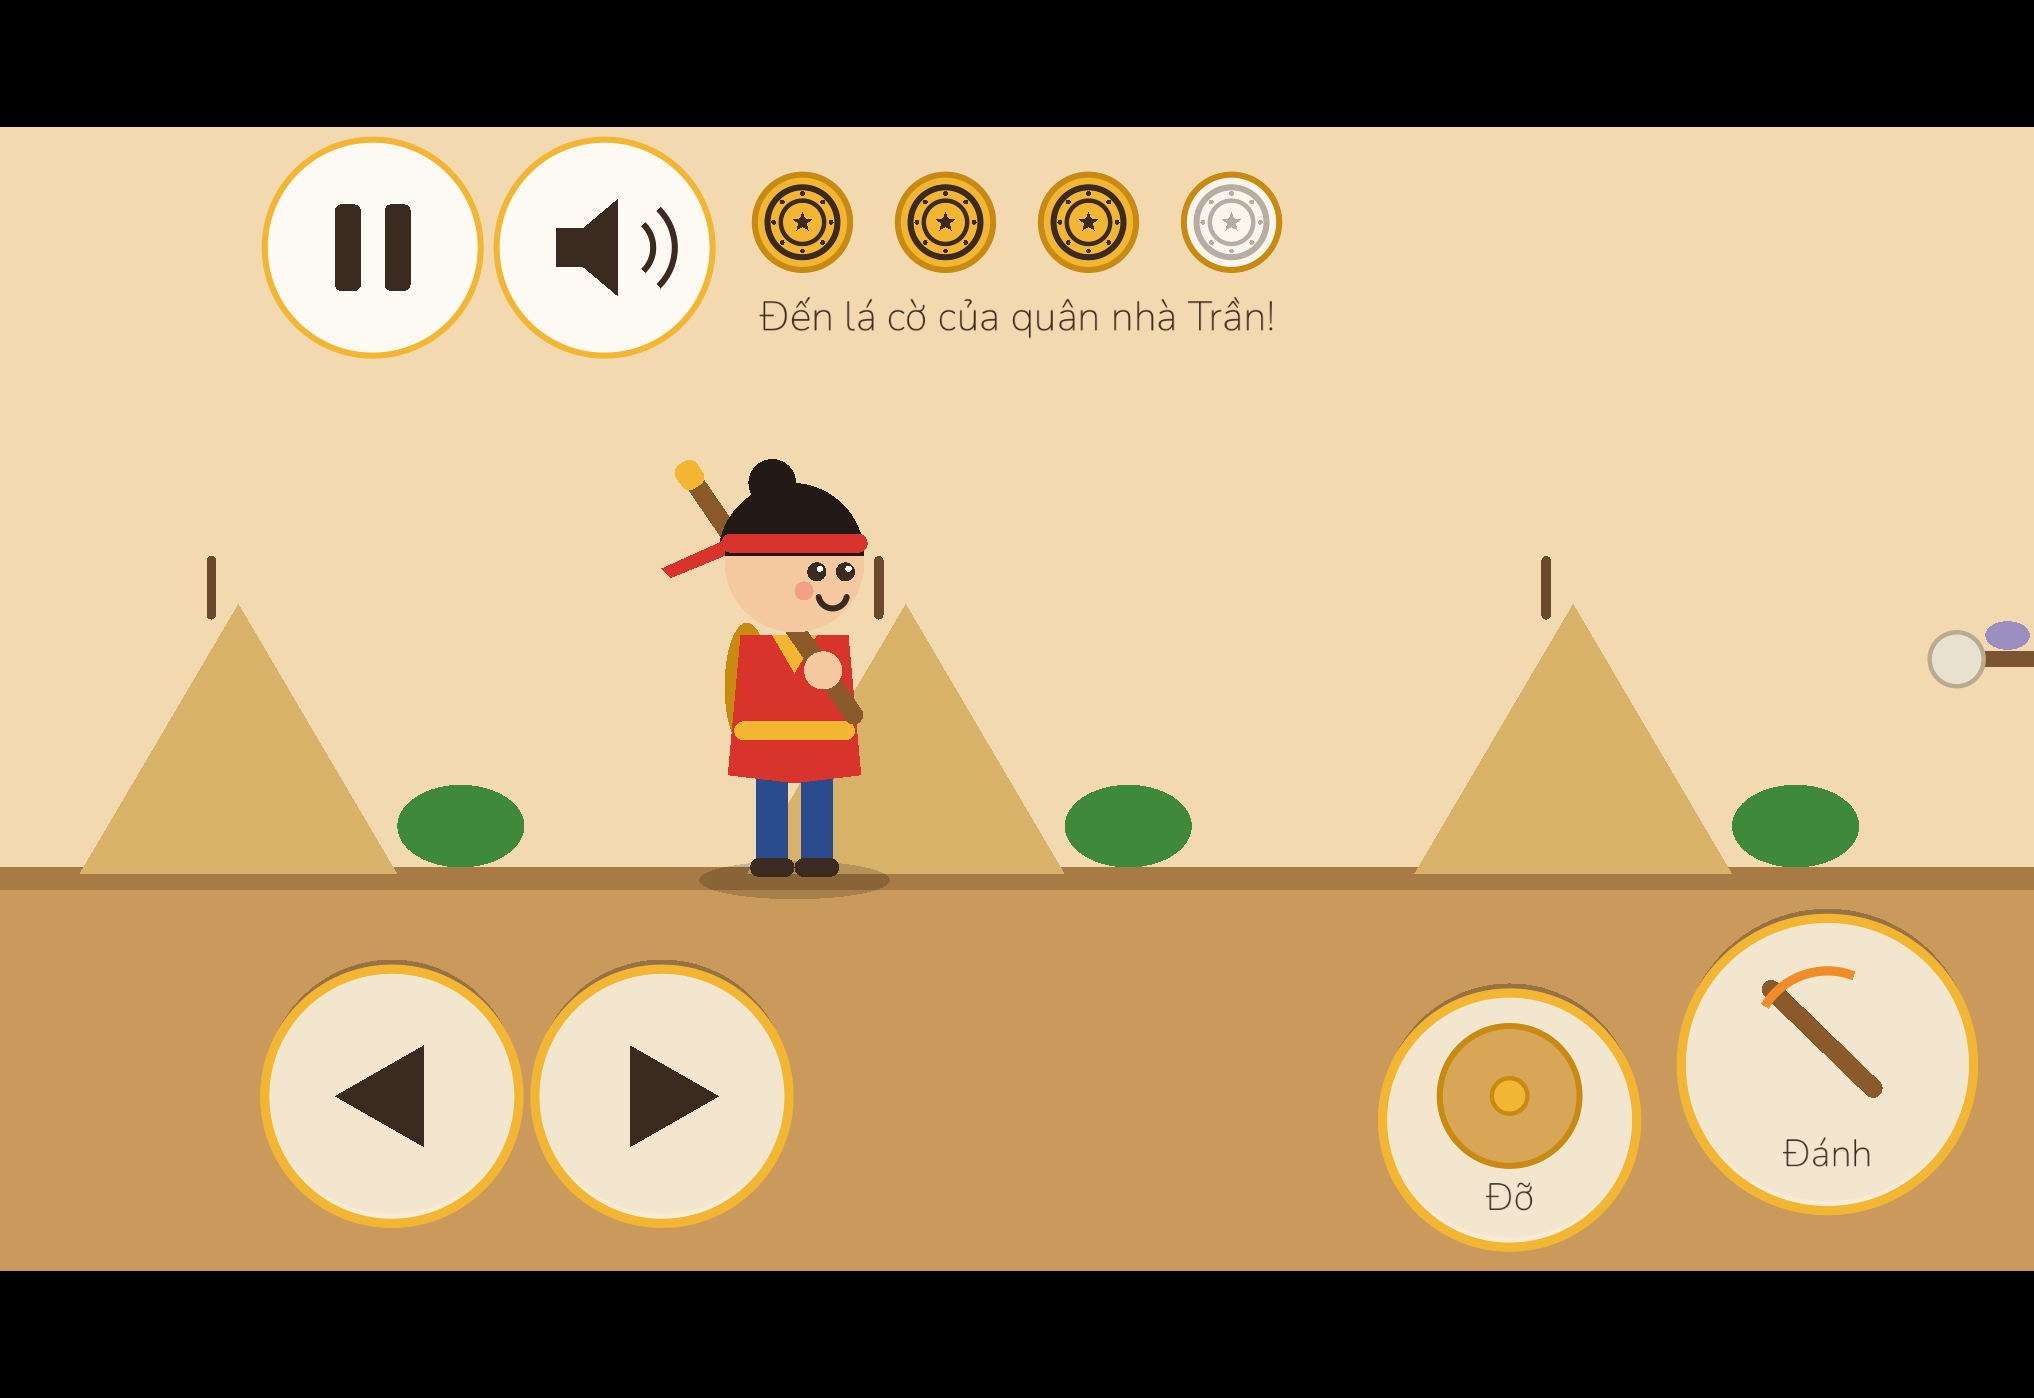 Đến lá cờ của quân nhà Trần!
Đánh
Đỡ